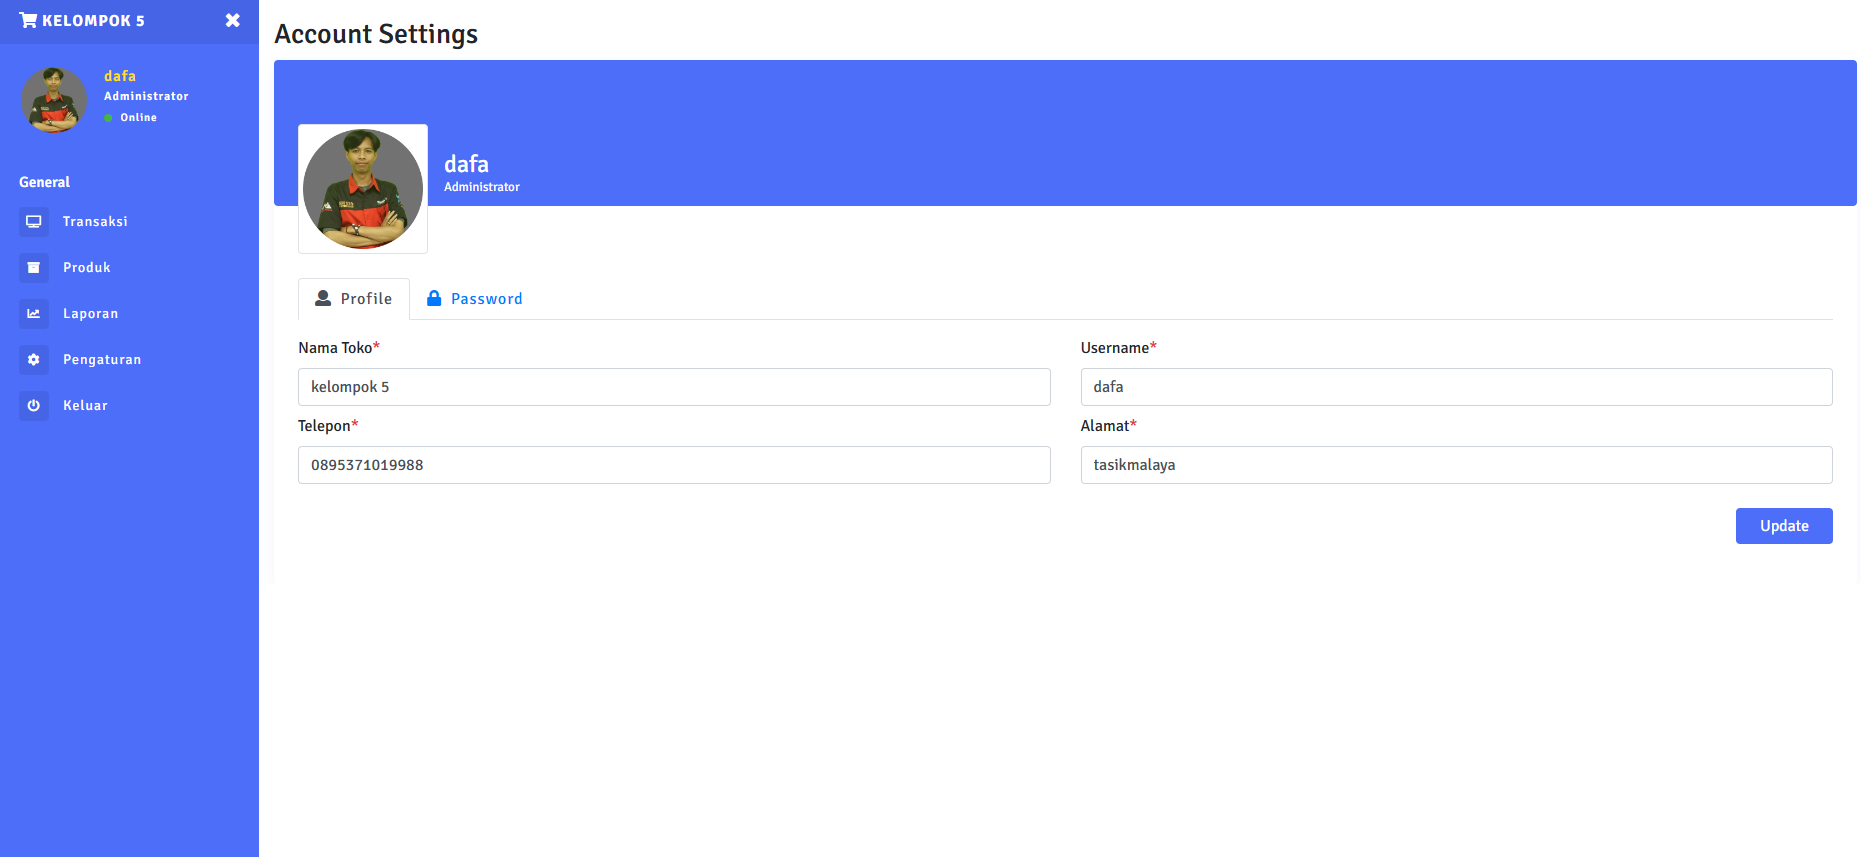 KELOMPOK 5
dafa
Administrator
Online
General
Transaksi
Produk
Laporan
Pengaturan
Keluar
Account Settings
dafa
Administrator
Profile
Password
Nama Toko*
Username*
kelompok 5
dafa
Telepon*
Alamat*
0895371019988
tasikmalaya
Update